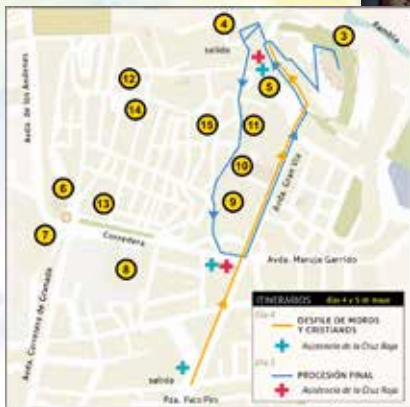 4
3
salida
Rambla
5
12
14
15
11
10
9
6
13
7
8
Avda. de los Andenes
Avda. Gran Vía
Corredera
Avda. Maruja Garrido
Avda. Carretera de Granada
salida
Pza. Paco Pim
ITINERARIOS días 4 y 5 de mayo
Día 4
DESFILE DE MOROS
Y CRISTIANOS
Asistencia de la Cruz Roja
Día 5
PROCESIÓN FINAL
Asistencia de la Cruz Roja